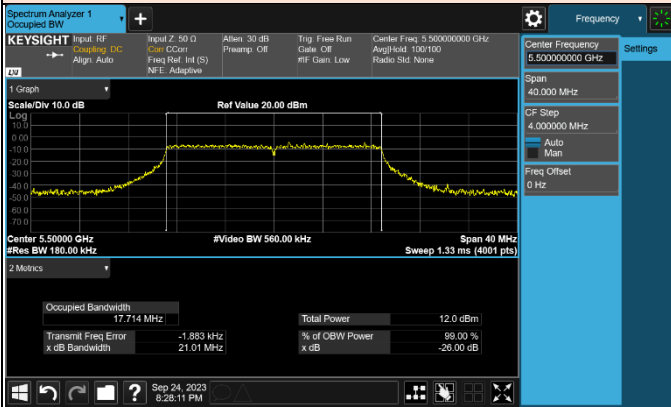 Spectrum Analyzer 1
Occupied BW
+
Frequency
KEYSIGHT
Input: RF
Coupling: DC
Align: Auto
Input Z: 50 Ω
Corr CCorr
Freq Ref: Int (S)
NFE: Adaptive
Atten: 30 dB
Preamp: Off
Trig: Free Run
Gate: Off
#IF Gain: Low
Center Freq: 5.500000000 GHz
Avg|Hold: 100/100
Radio Std: None
LXI
Center Frequency
5.500000000 GHz
Settings
Span
40.000 MHz
CF Step
4.000000 MHz
Auto
Man
Freq Offset
0 Hz
1 Graph
Scale/Div 10.0 dB
Ref Value 20.00 dBm
Log
10.0
0.00
-10.0
-20.0
-30.0
-40.0
-50.0
-60.0
-70.0
Center 5.50000 GHz
#Video BW 560.00 kHz
Span 40 MHz
#Res BW 180.00 kHz
Sweep 1.33 ms (4001 pts)
2 Metrics
Occupied Bandwidth
17.714 MHz
Total Power 12.0 dBm
Transmit Freq Error -1.883 kHz
% of OBW Power 99.00 %
x dB Bandwidth 21.01 MHz
x dB -26.00 dB
?
Sep 24, 2023
8:28:11 PM